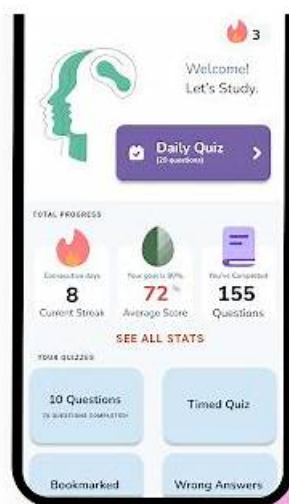 3
Welcome!
Let's Study.
Daily Quiz
(20 questions)
TOTAL PROGRESS
Consecutive days
Your goal is 80%.
You've Completed
8
72 %
155
Current Streak
Average Score
Questions
SEE ALL STATS
YOUR QUIZZES
10 Questions
QUESTIONS COMPLETED
Timed Quiz
Bookmarked
Wrong Answers